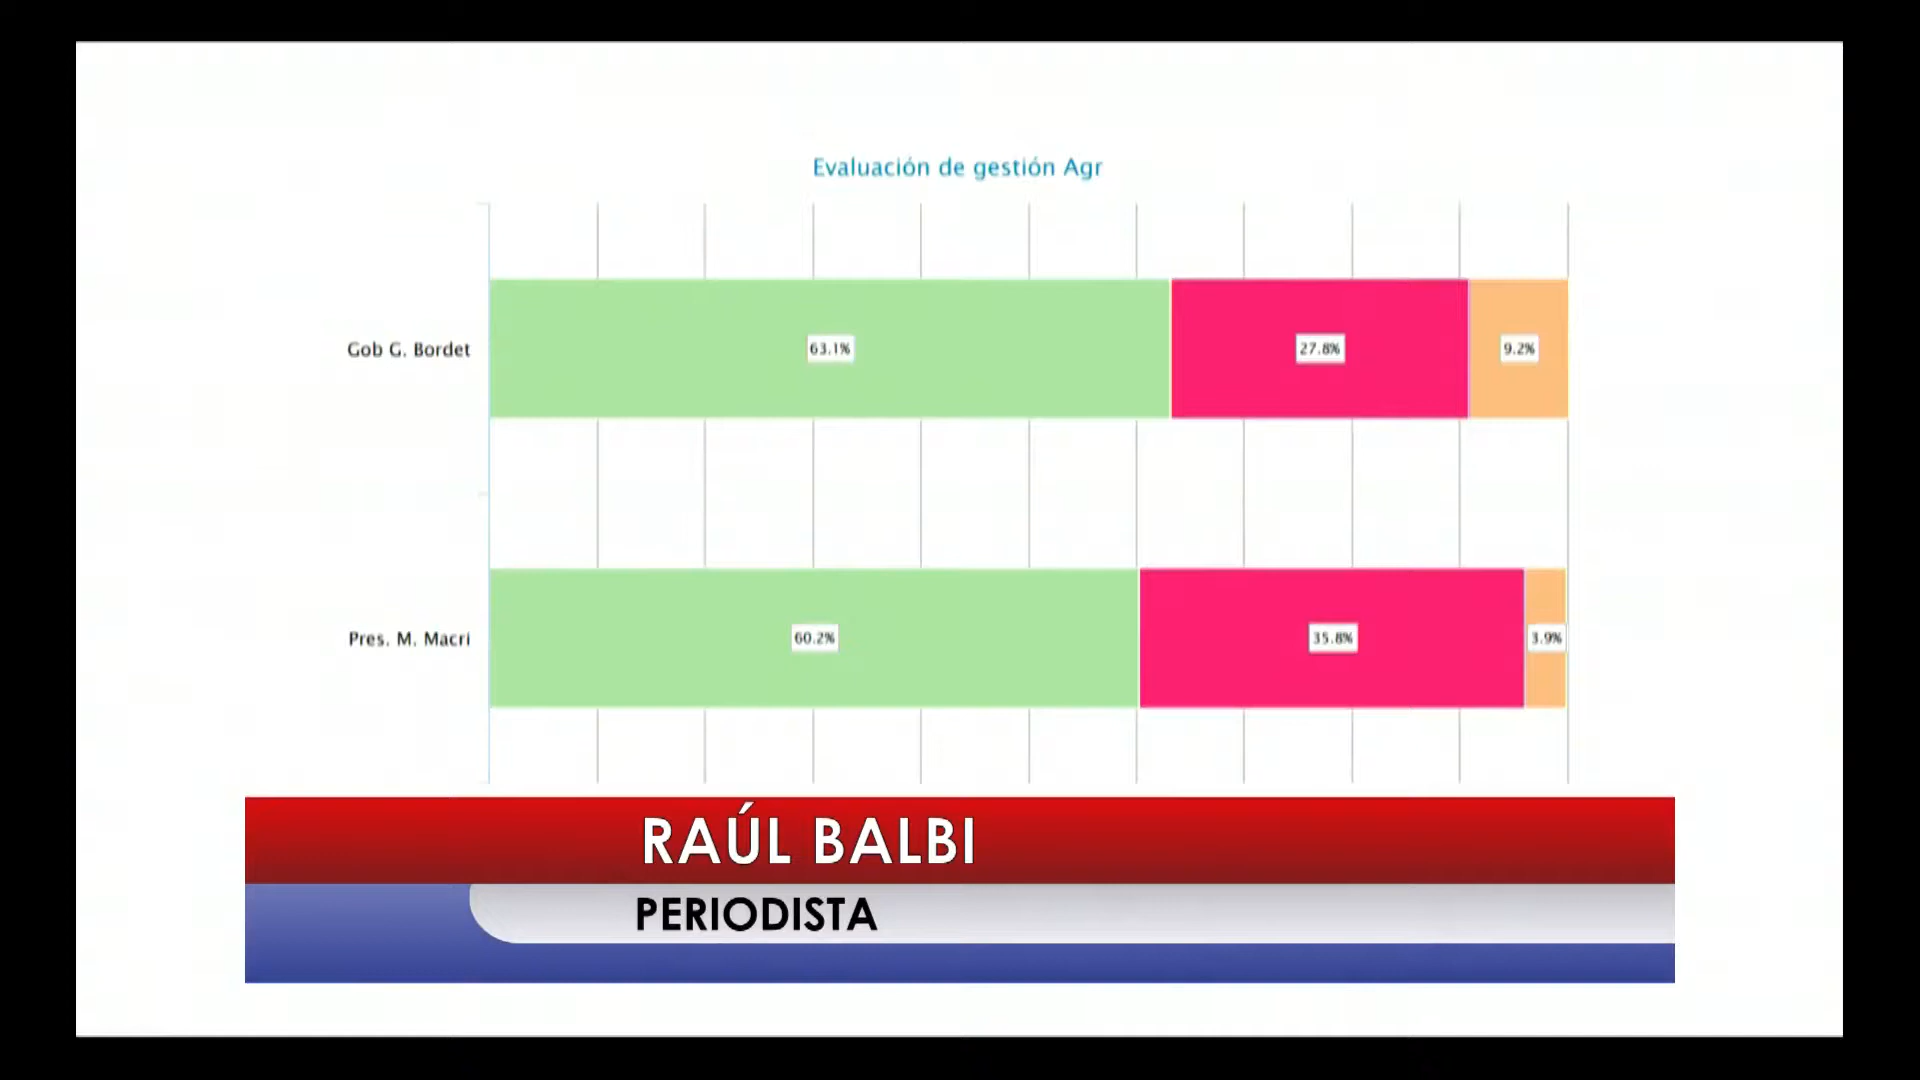 Evaluación de gestión Agr
Gob G. Bordet
63.1%
27.8%
9.2%
Pres. M. Macri
60.2%
35.8%
3.9%
RAÚL BALBI
PERIODISTA